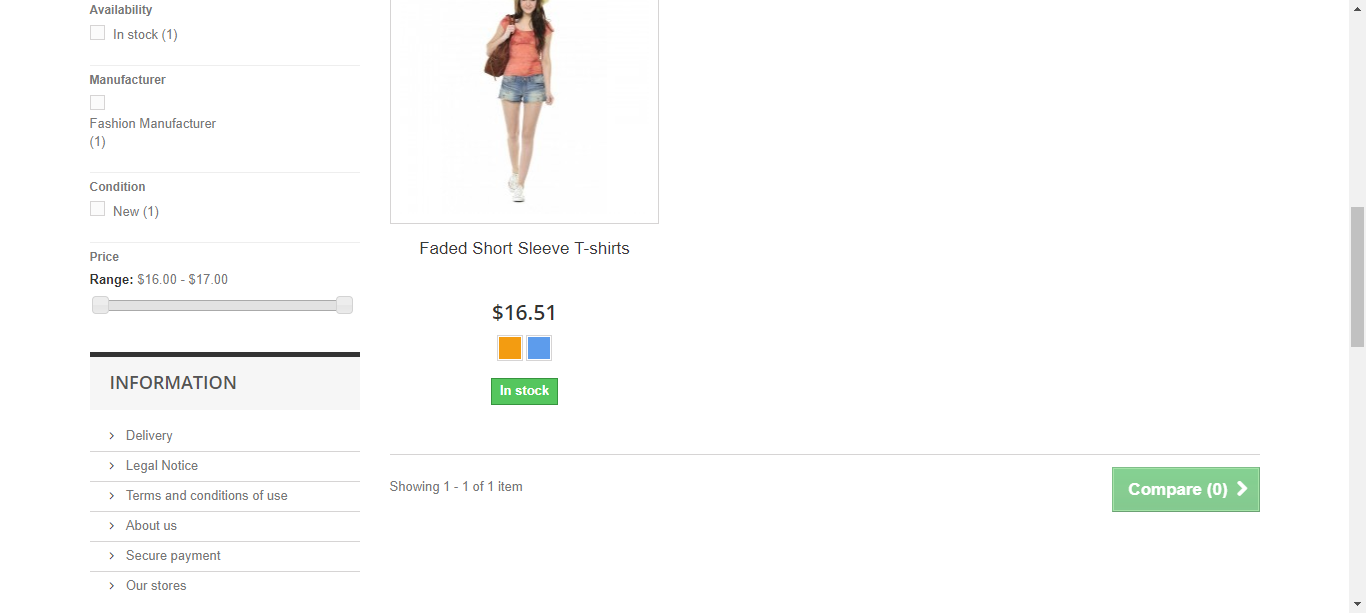 Availability
In stock (1)
Manufacturer
Fashion Manufacturer
(1)
Condition
New (1)
Price
Range: $16.00 - $17.00
INFORMATION
Delivery
Legal Notice
Terms and conditions of use
About us
Secure payment
Our stores
Faded Short Sleeve T-shirts
$16.51
In stock
Showing 1 - 1 of 1 item
Compare (0)